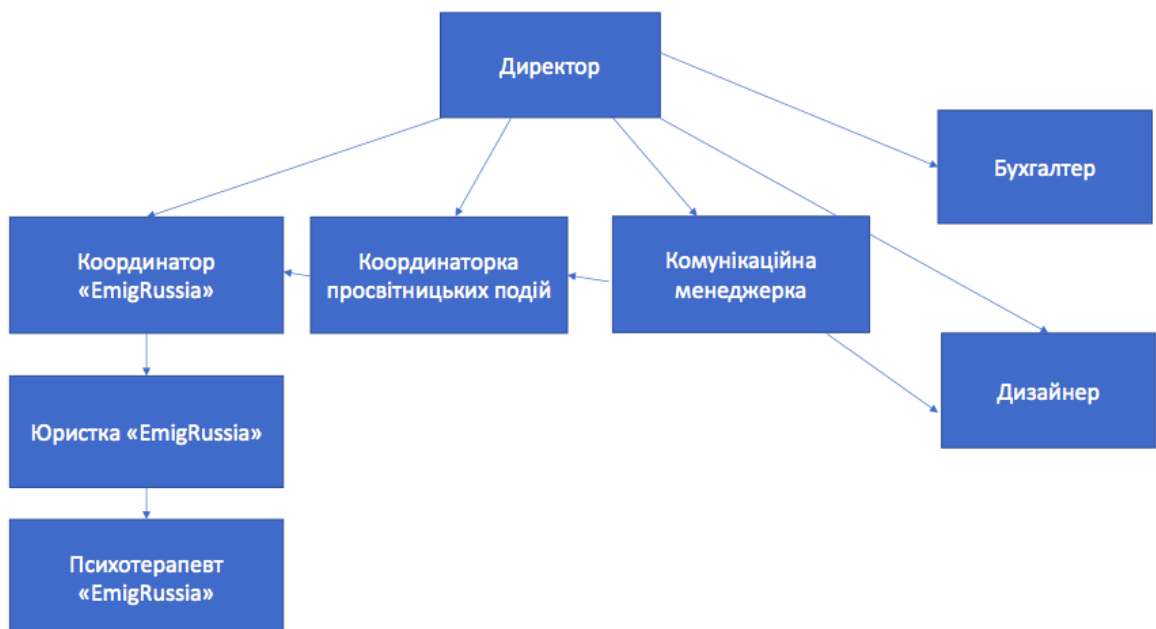 Директор
Бухгалтер
Координатор
«EmigRussia»
Координаторка
просвітницьких подій
Комунікаційна
менеджерка
Дизайнер
Юристка «EmigRussia»
Психотерапевт
«EmigRussia»